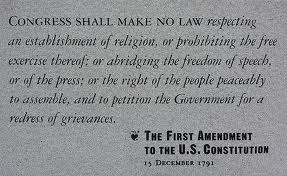 CONGRESS SHALL MAKE NO LAW respecting
an establishment of religion, or prohibiting the free
exercise thereof; or abridging the freedom of speech,
or of the press; or the right of the people peaceably
to assemble, and to petition the Government for a
redress of grievances.
THE FIRST AMENDMENT
TO THE U.S. CONSTITUTION
15 DECEMBER 1791